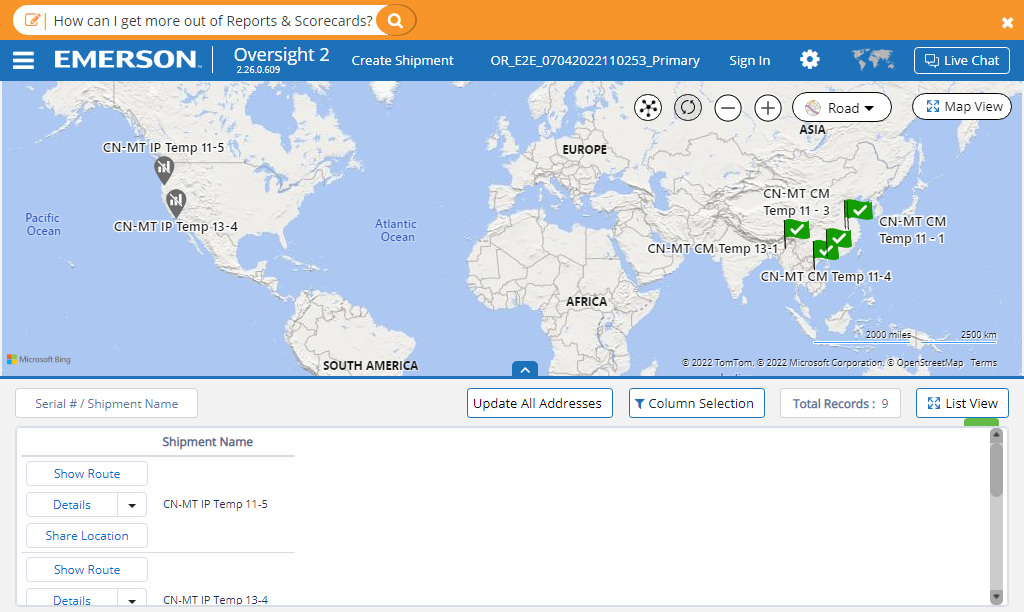 How can I get more out of Reports & Scorecards?
EMERSON
Oversight 2
2.26.0.609
Create Shipment
OR_E2E_07042022110253_Primary
Sign In
Live Chat
Road
Map View
ASIA
EUROPE
CN-MT IP Temp 11-5
CN-MT IP Temp 13-4
Pacific
Ocean
Atlantic
Ocean
CN-MT CM
Temp 11 - 3
CN-MT CM
Temp 11 - 1
CN-MT CM Temp 13-1
CN-MT CM Temp 11-4
AFRICA
SOUTH AMERICA
2000 miles
2500 km
Microsoft Bing
© 2022 TomTom, © 2022 Microsoft Corporation, © OpenStreetMap Terms
Serial # / Shipment Name
Update All Addresses
Column Selection
Total Records : 9
List View
Shipment Name
Show Route
Details
CN-MT IP Temp 11-5
Share Location
Show Route
Details
CN-MT IP Temp 13-4